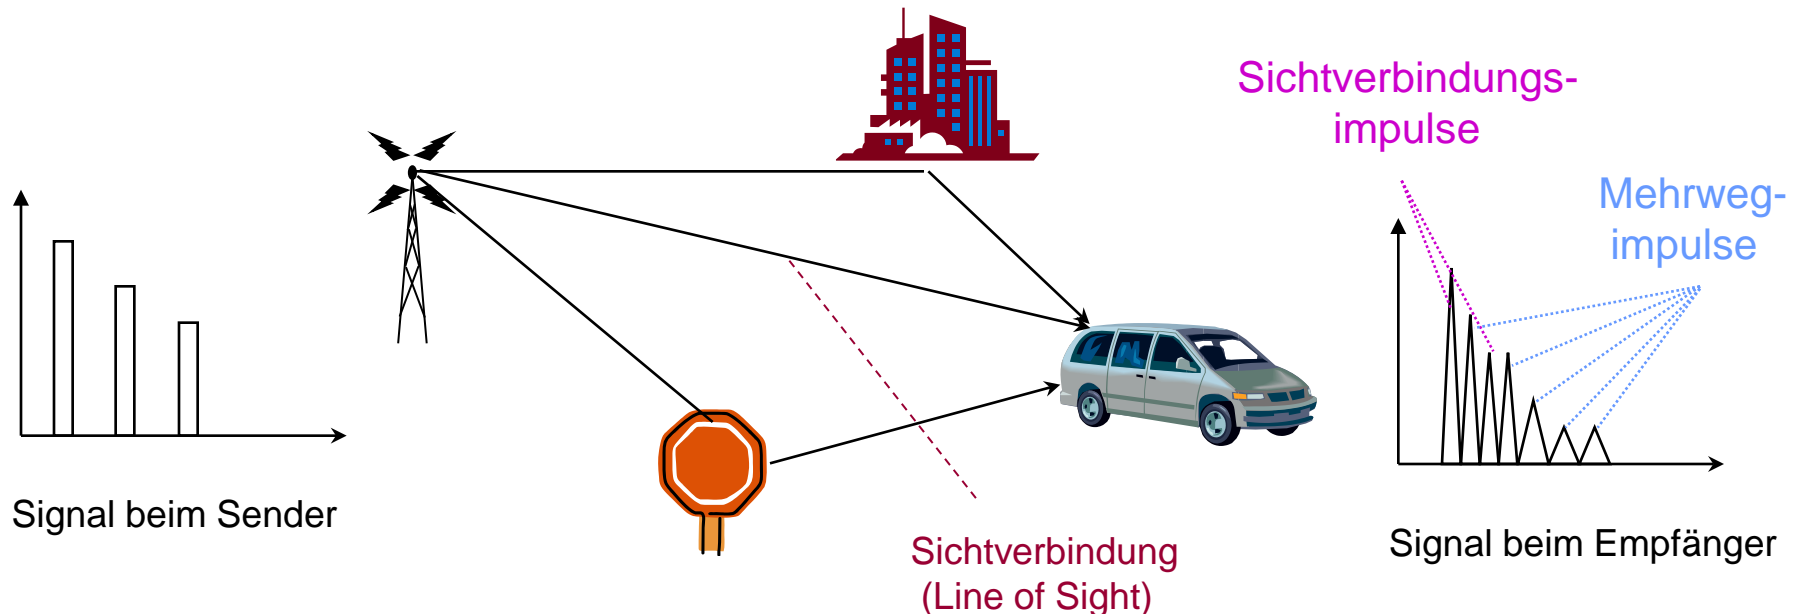 Sichtverbindungs-
impulse
Mehrweg-
impulse
Signal beim Sender
Sichtverbindung
(Line of Sight)
Signal beim Empfänger